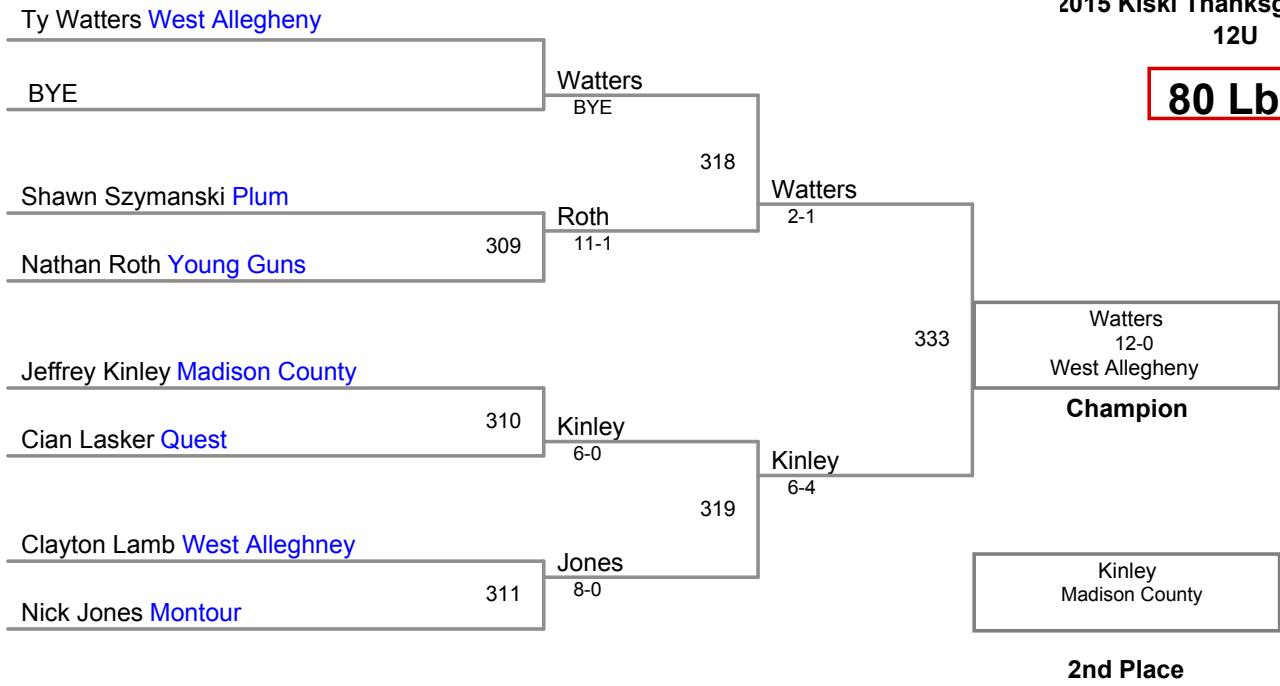 Ty Watters West Allegheny
2015 Kiski
12U
BYE
Watters
BYE
80
318
Shawn Szymanski Plum
Watters
2-1
Roth
11-1
309
Nathan Roth Young Guns
Watters
12-0
West Allegheny
333
Jeffrey Kinley Madison County
Champion
310
Kinley
6-0
Cian Lasker Quest
Kinley
6-4
319
Clayton Lamb West Alleghney
Jones
8-0
311
Nick Jones Montour
Kinley
Madison County
2nd Place